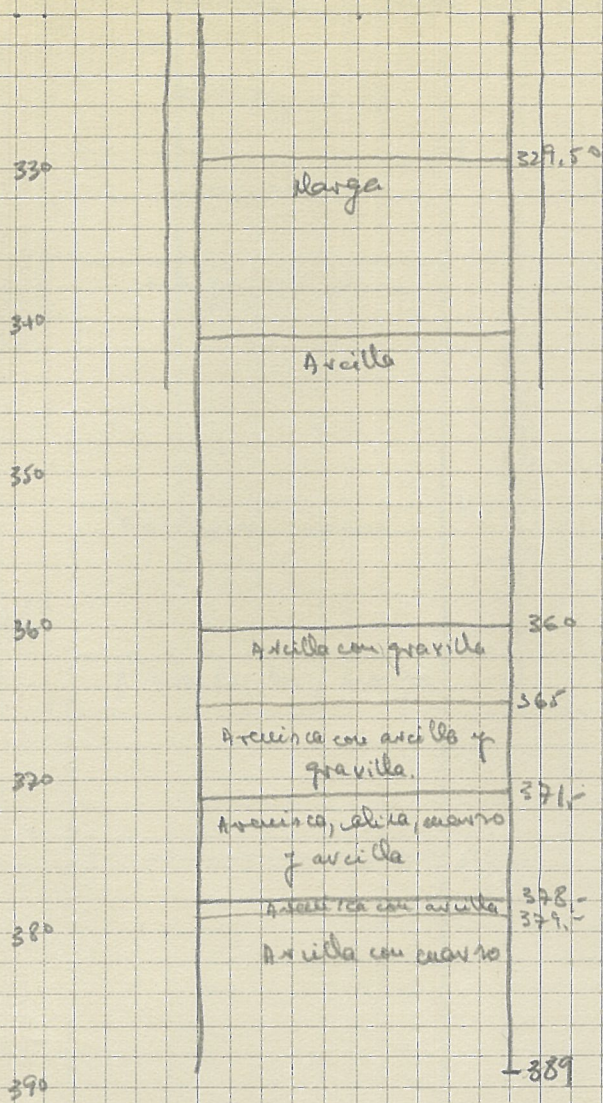 330
329,50
Marga
340
Arcilla
350
360
360
Arcilla con gravilla
365
Arenisca con arcilla y
gravilla.
370
371,-
Arenisca, caliza, cuarzo
y arcilla
378,-
Arenisca con arcilla
379,-
380
Arcilla con cuarzo
389
390